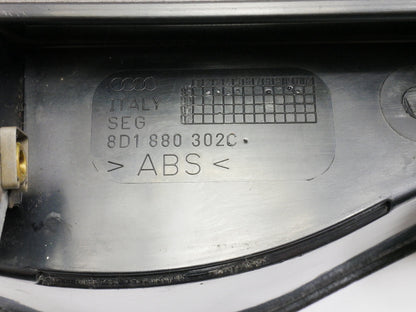 ITALY
SEG
8D1 880 302C
> ABS <